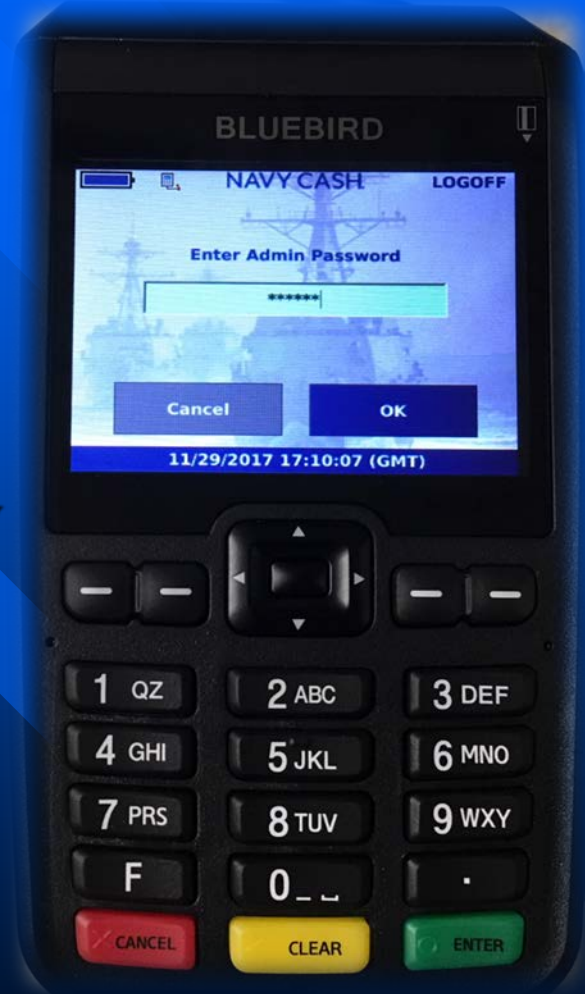 BLUEBIRD
NAVY CASH LOGOFF
Enter Admin Password
******
Cancel OK
11/29/2017 17:10:07 (GMT)
1 QZ 2 ABC 3 DEF
4 GHI 5 JKL 6 MNO
7 PRS 8 TUV 9 WXY
F 0 _ ⎵ .
CANCEL CLEAR ENTER